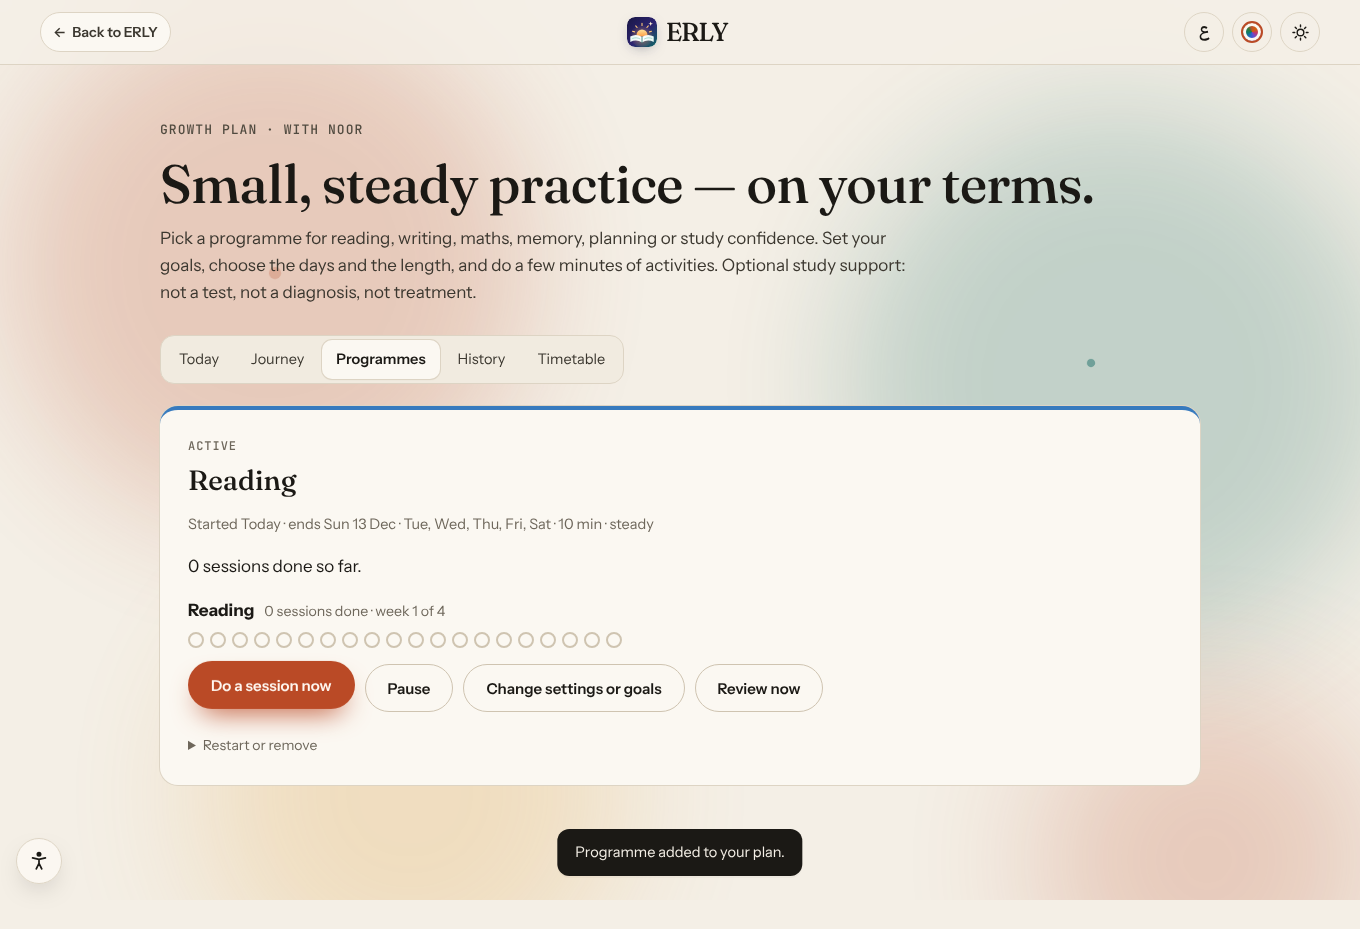 ← Back to ERLY
ERLY
ع
GROWTH PLAN · WITH NOOR
Small, steady practice — on your terms.
Pick a programme for reading, writing, maths, memory, planning or study confidence. Set your
goals, choose the days and the length, and do a few minutes of activities. Optional study support:
not a test, not a diagnosis, not treatment.
Today Journey Programmes History Timetable
ACTIVE
Reading
Started Today · ends Sun 13 Dec · Tue, Wed, Thu, Fri, Sat · 10 min · steady
0 sessions done so far.
Reading 0 sessions done · week 1 of 4
Do a session now Pause Change settings or goals Review now
▶ Restart or remove
Programme added to your plan.